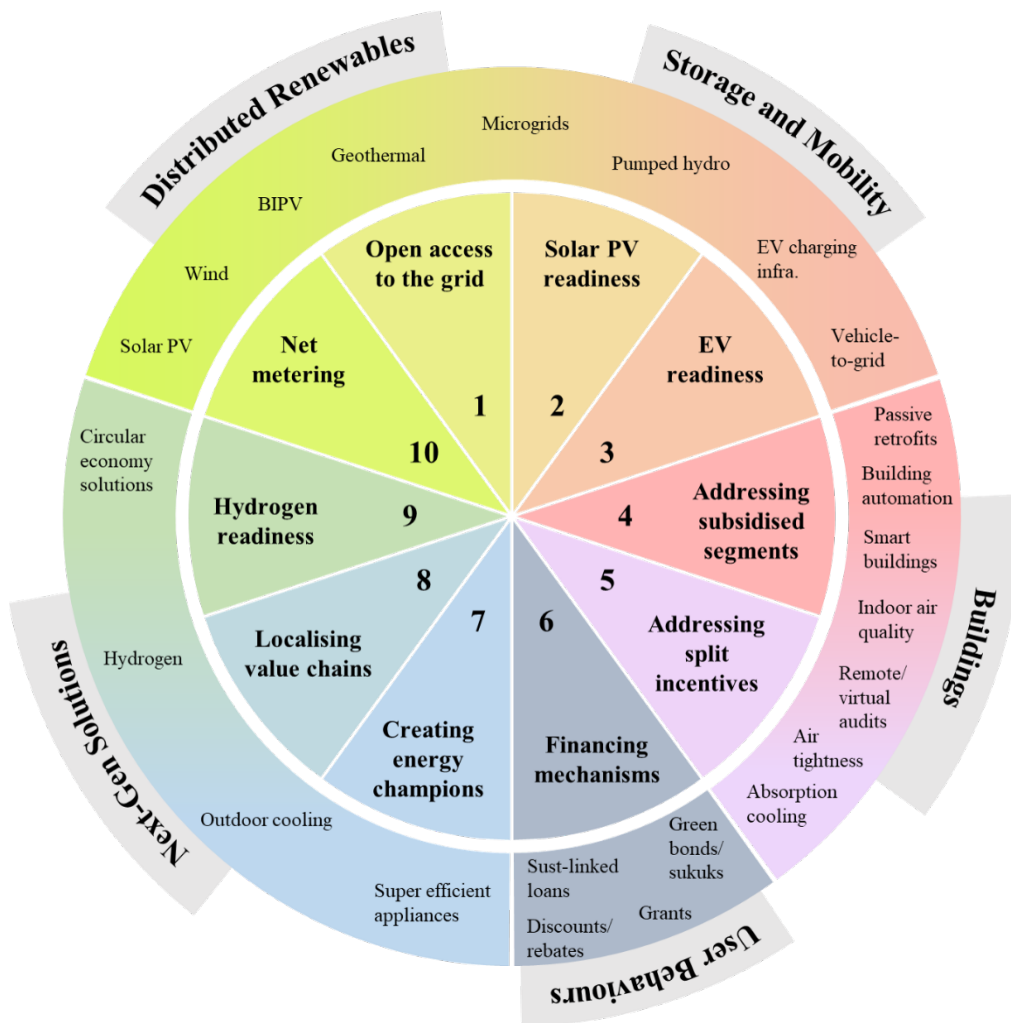 Distributed Renewables
Storage and Mobility
Buildings
User Behaviours
Next-Gen Solutions
Solar PV
Wind
BIPV
Geothermal
Microgrids
Pumped hydro
EV charging
infra.
Vehicle-
to-grid
Passive
retrofits
Building
automation
Smart
buildings
Indoor air
quality
Remote/
virtual
audits
Air
tightness
Absorption
cooling
Green
bonds/
sukuks
Grants
Sust-linked
loans
Discounts/
rebates
Super efficient
appliances
Outdoor cooling
Hydrogen
Circular
economy
solutions
Open access
to the grid
1
Solar PV
readiness
2
EV
readiness
3
Addressing
subsidised
segments
4
Addressing
split
incentives
5
Financing
mechanisms
6
Creating
energy
champions
7
Localising
value chains
8
Hydrogen
readiness
9
Net
metering
10